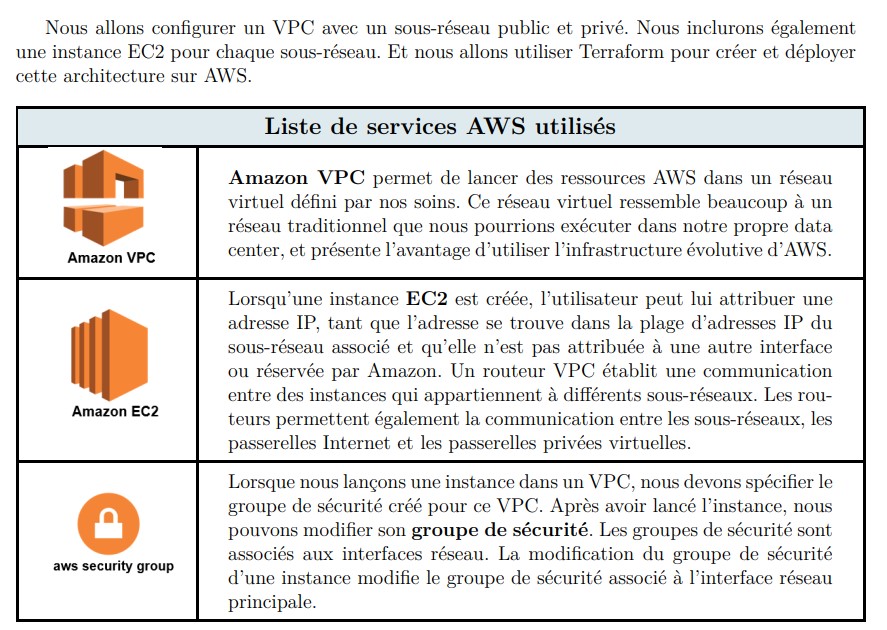 Nous allons configurer un VPC avec un sous-réseau public et privé. Nous inclurons également
une instance EC2 pour chaque sous-réseau. Et nous allons utiliser Terraform pour créer et déployer
cette architecture sur AWS.
Liste de services AWS utilisés
Amazon VPC
Amazon VPC permet de lancer des ressources AWS dans un réseau
virtuel défini par nos soins. Ce réseau virtuel ressemble beaucoup à un
réseau traditionnel que nous pourrions exécuter dans notre propre data
center, et présente l'avantage d'utiliser l'infrastructure évolutive d'AWS.
Amazon EC2
Lorsqu'une instance EC2 est créée, l'utilisateur peut lui attribuer une
adresse IP, tant que l'adresse se trouve dans la plage d'adresses IP du
sous-réseau associé et qu'elle n'est pas attribuée à une autre interface
ou réservée par Amazon. Un routeur VPC établit une communication
entre des instances qui appartiennent à différents sous-réseaux. Les rou-
teurs permettent également la communication entre les sous-réseaux, les
passerelles Internet et les passerelles privées virtuelles.
aws security group
Lorsque nous lançons une instance dans un VPC, nous devons spécifier le
groupe de sécurité créé pour ce VPC. Après avoir lancé l'instance, nous
pouvons modifier son groupe de sécurité. Les groupes de sécurité sont
associés aux interfaces réseau. La modification du groupe de sécurité
d'une instance modifie le groupe de sécurité associé à l'interface réseau
principale.